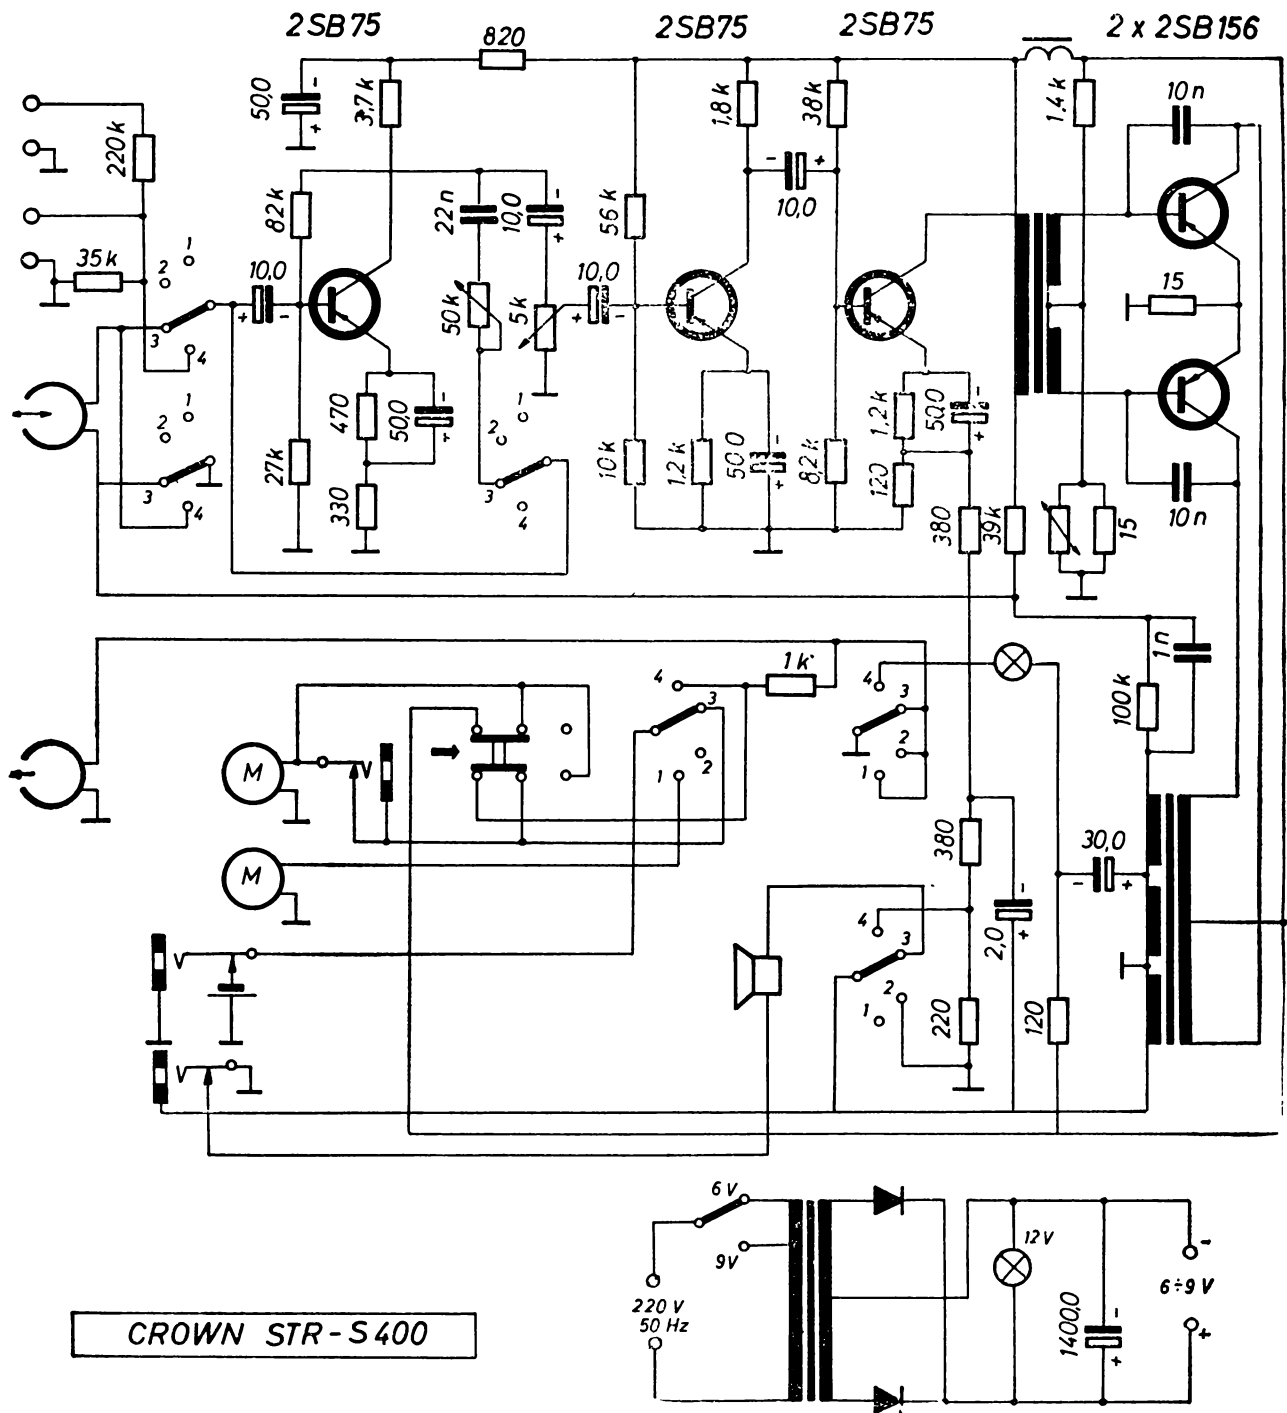 2SB75
820
2SB75
2SB75
2 x 2SB156
50,0
-
+
3,7k
1,8k
38k
1,4k
10n
220k
82k
22n
10,0
-
+
56k
-
+
10,0
35k
1
2
3
4
10,0
+
-
50k
5k
10,0
+
-
15
1
2
3
4
27k
470
330
50,0
-
+
1
2
3
4
10k
1,2k
50,0
-
+
8,2k
1,2k
120
50,0
-
+
380
39k
15
10n
1k
4
3
2
1
4
3
2
1
100k
1n
M
V
M
380
30,0
-
+
2,0
-
+
4
3
2
1
220
120
V
V
6V
9V
220 V
50 Hz
12V
1400,0
-
+
-
6÷9 V
+
CROWN STR-S400